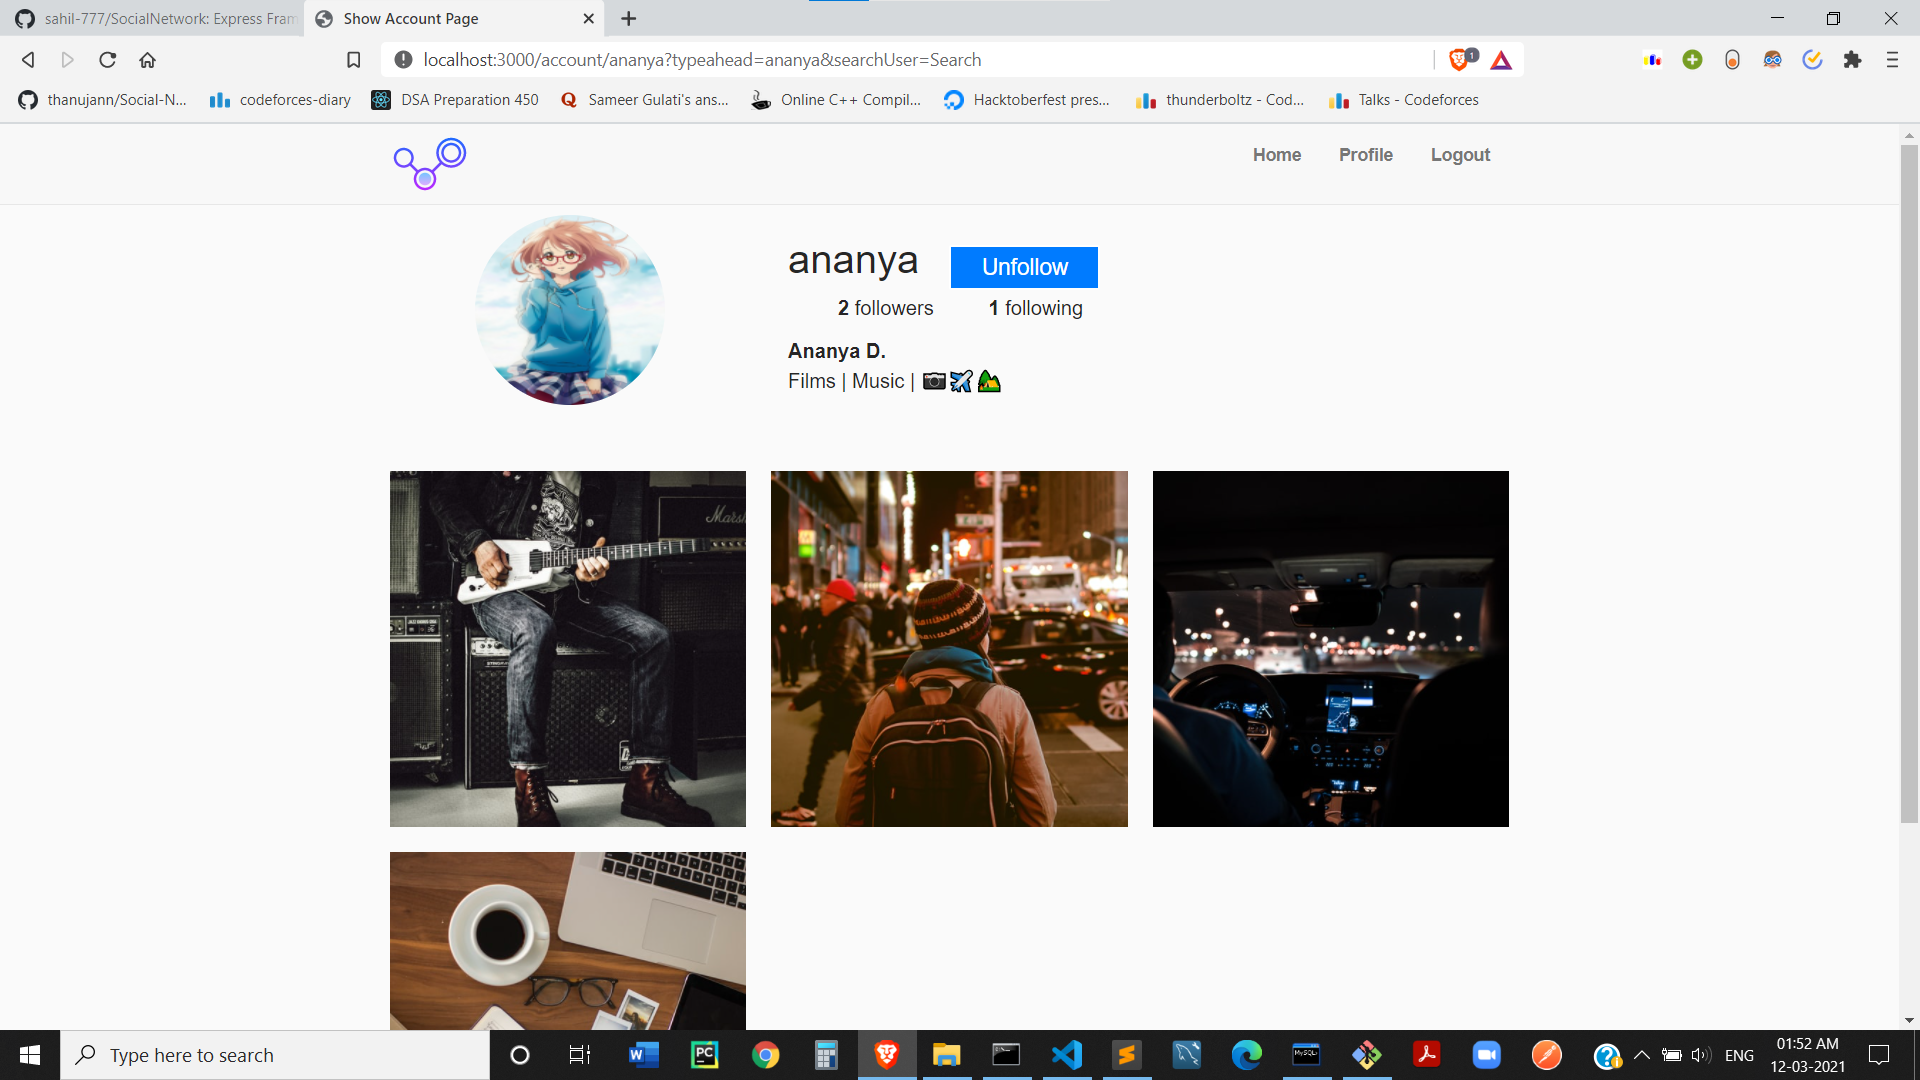 sahil-777/SocialNetwork: Express Fram
Show Account Page
localhost:3000/account/ananya?typeahead=ananya&searchUser=Search
1
thanujann/Social-N...
codeforces-diary
DSA Preparation 450
Sameer Gulati's ans...
Online C++ Compil...
Hacktoberfest pres...
thunderboltz - Cod...
Talks - Codeforces
Home
Profile
Logout
ananya
Unfollow
2 followers
1 following
Ananya D.
Films | Music | 📷✈️🏕️
Marsh
Type here to search
ENG
01:52 AM
12-03-2021